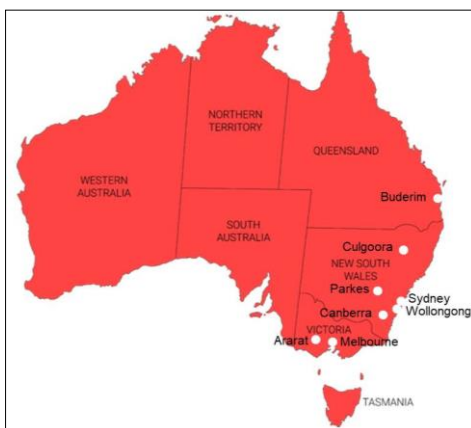 NORTHERN
TERRITORY
QUEENSLAND
WESTERN
AUSTRALIA
Buderim
SOUTH
AUSTRALIA
Culgoora
NEW SOUTH
WALES
Parkes
Sydney
Wollongong
Canberra
VICTORIA
Ararat
Melbourne
TASMANIA